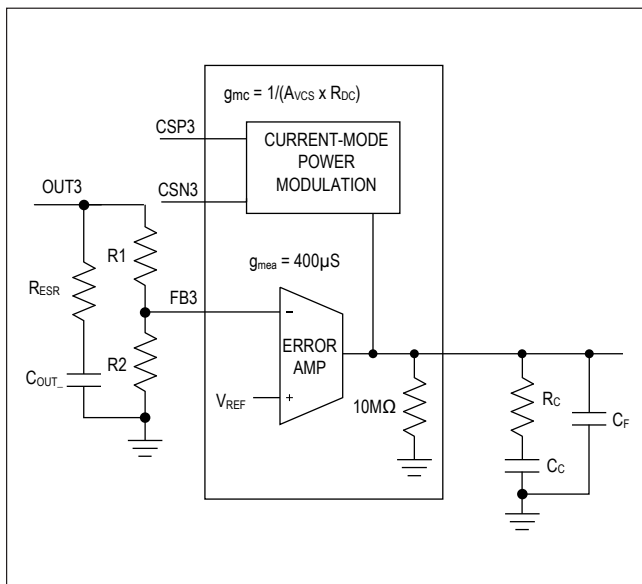 gmc = 1/(AVCS x RDC)
CSP3
CURRENT-MODE
POWER
MODULATION
CSN3
OUT3
R1
gmea = 400µS
RESR
FB3
R2
ERROR
AMP
COUT_
VREF
10MΩ
RC
CF
CC